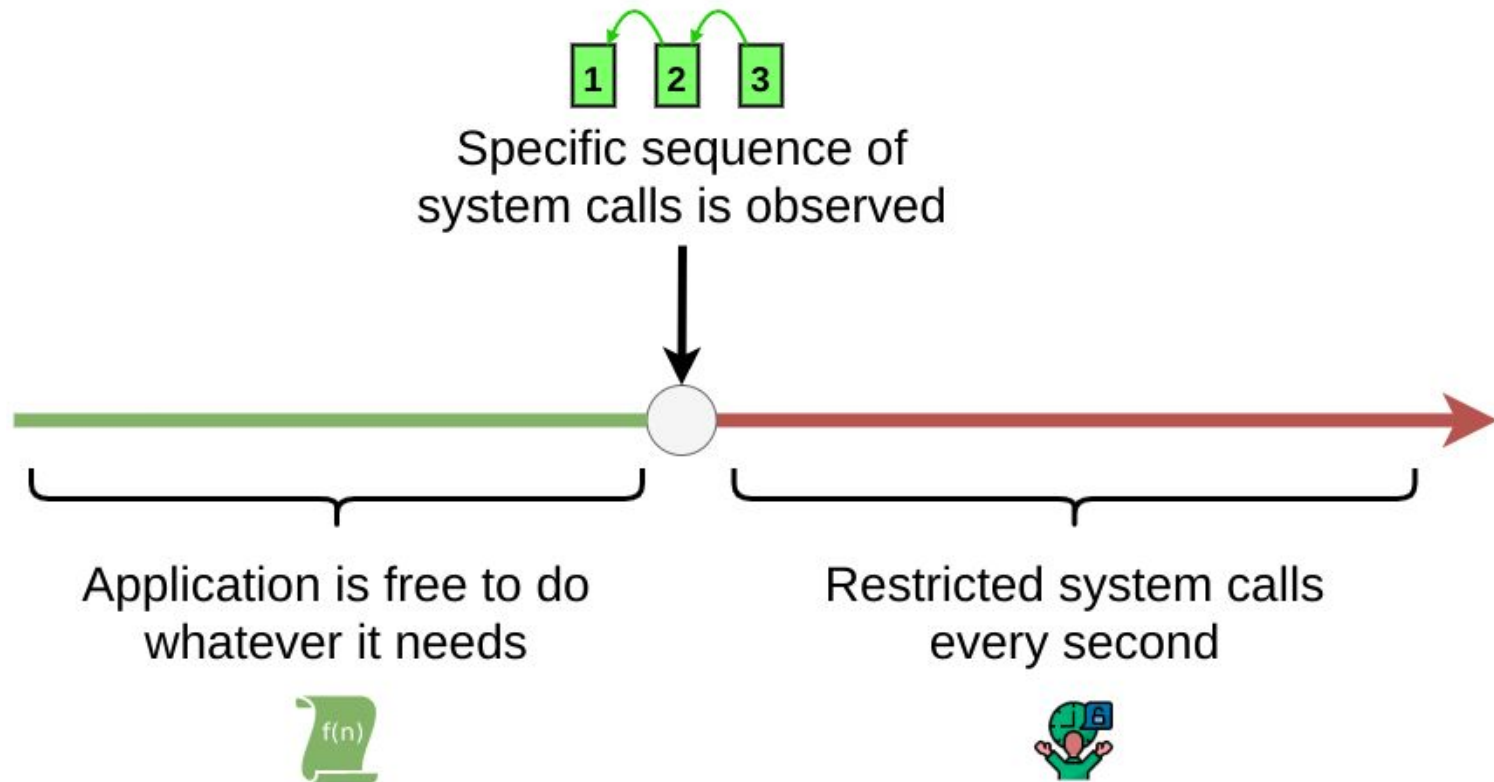 1 2 3
Specific sequence of
system calls is observed
Application is free to do
whatever it needs
Restricted system calls
every second
f(n)